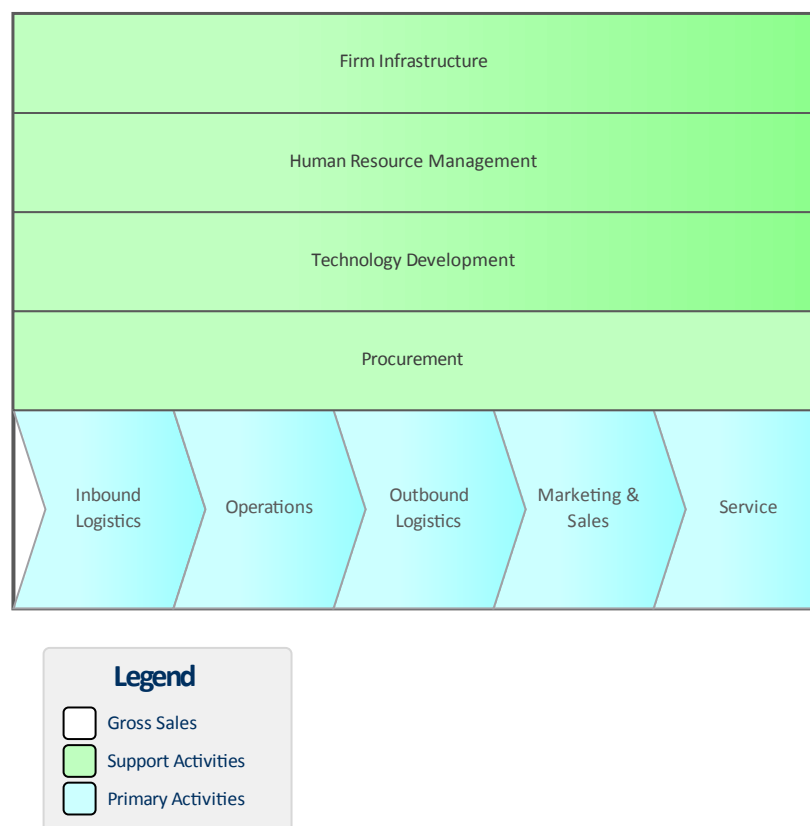 Firm Infrastructure
Human Resource Management
Technology Development
Procurement
Inbound
Logistics
Operations
Outbound
Logistics
Marketing &
Sales
Service
Legend
Gross Sales
Support Activities
Primary Activities